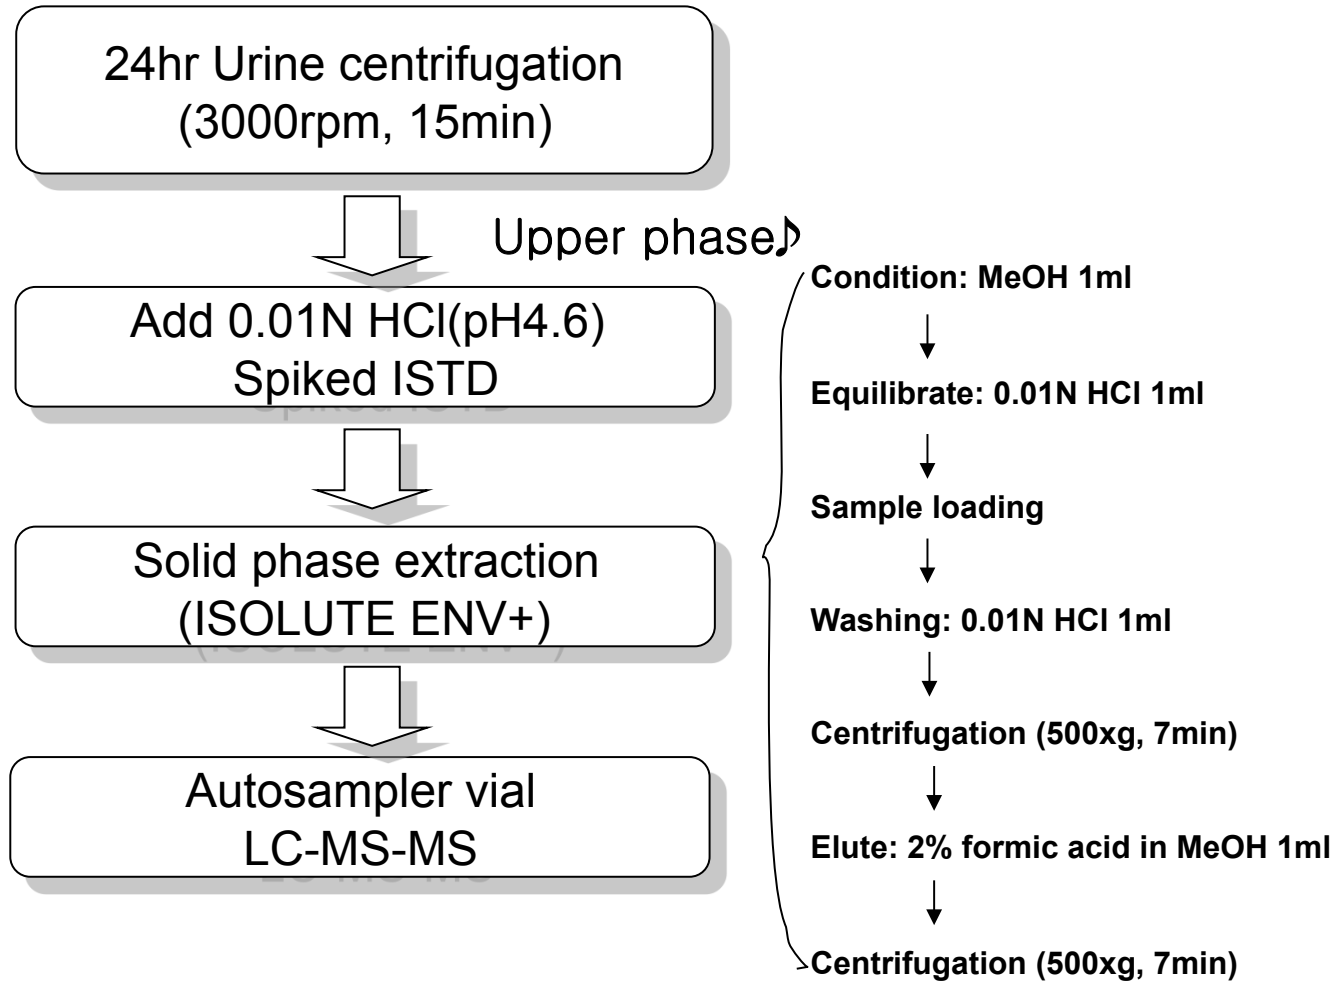 24hr Urine centrifugation
(3000rpm, 15min)
Upper phase♪
Add 0.01N HCl(pH4.6)
Spiked ISTD
Solid phase extraction
(ISOLUTE ENV+)
Autosampler vial
LC-MS-MS
Condition: MeOH 1ml
Equilibrate: 0.01N HCl 1ml
Sample loading
Washing: 0.01N HCl 1ml
Centrifugation (500xg, 7min)
Elute: 2% formic acid in MeOH 1ml
Centrifugation (500xg, 7min)